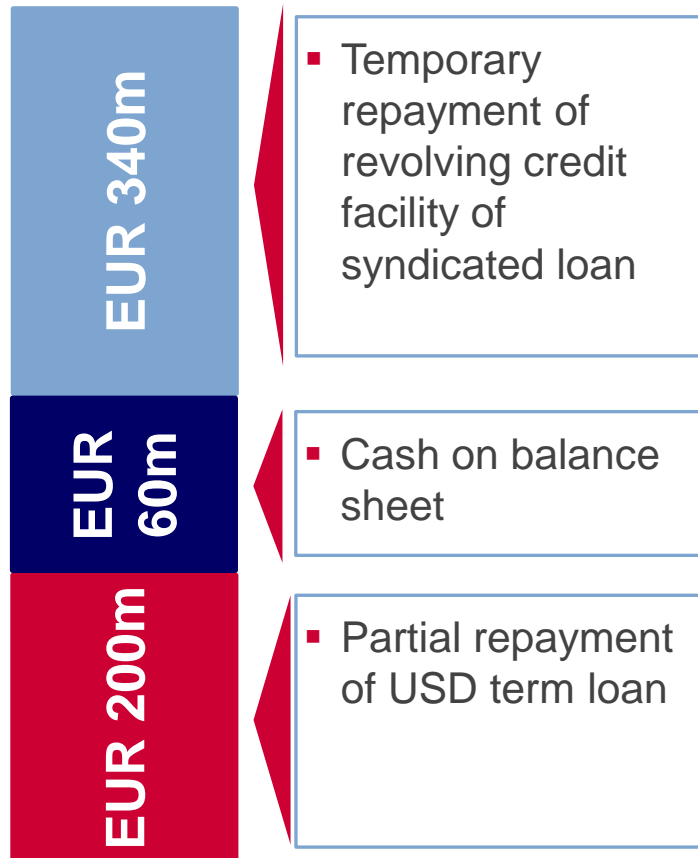 EUR 340m
▪ Temporary
repayment of
revolving credit
facility of
syndicated loan
EUR
60m
▪ Cash on balance
sheet
EUR 200m
▪ Partial repayment
of USD term loan